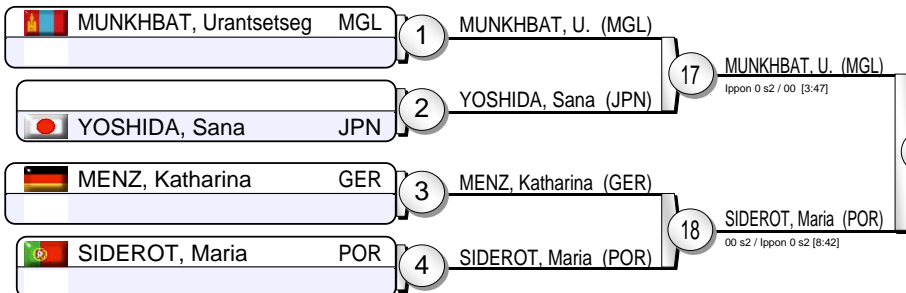 MUNKHBAT, Urantsetseg MGL
1
MUNKHBAT, U. (MGL)
17
MUNKHBAT, U. (MGL)
Ippon 0 s2 / 00 [3:47]
2
YOSHIDA, Sana (JPN)
YOSHIDA, Sana JPN
MENZ, Katharina GER
3
MENZ, Katharina (GER)
18
SIDEROT, Maria (POR)
00 s2 / Ippon 0 s2 [8:42]
SIDEROT, Maria POR
4
SIDEROT, Maria (POR)